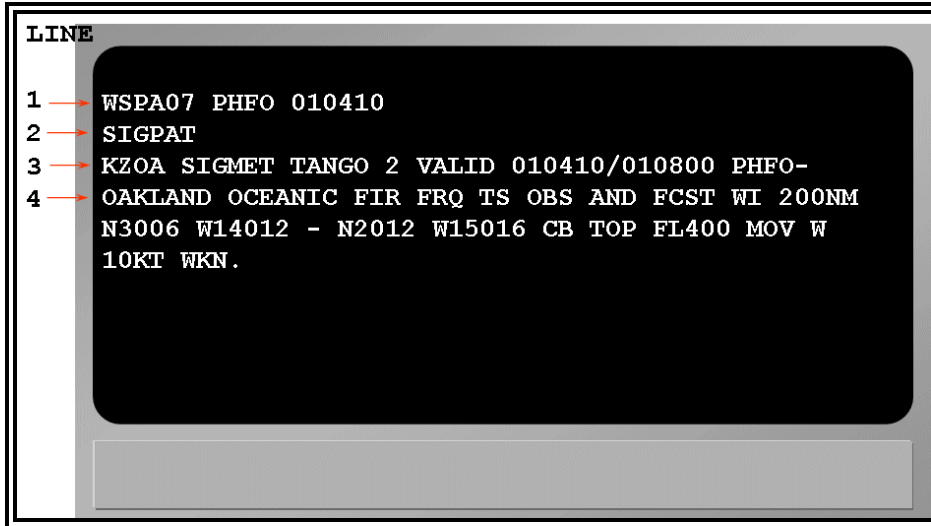 LINE
1 WSPA07 PHFO 010410
2 SIGPAT
3 KZOA SIGMET TANGO 2 VALID 010410/010800 PHFO-
4 OAKLAND OCEANIC FIR FRQ TS OBS AND FCST WI 200NM
N3006 W14012 - N2012 W15016 CB TOP FL400 MOV W
10KT WKN.